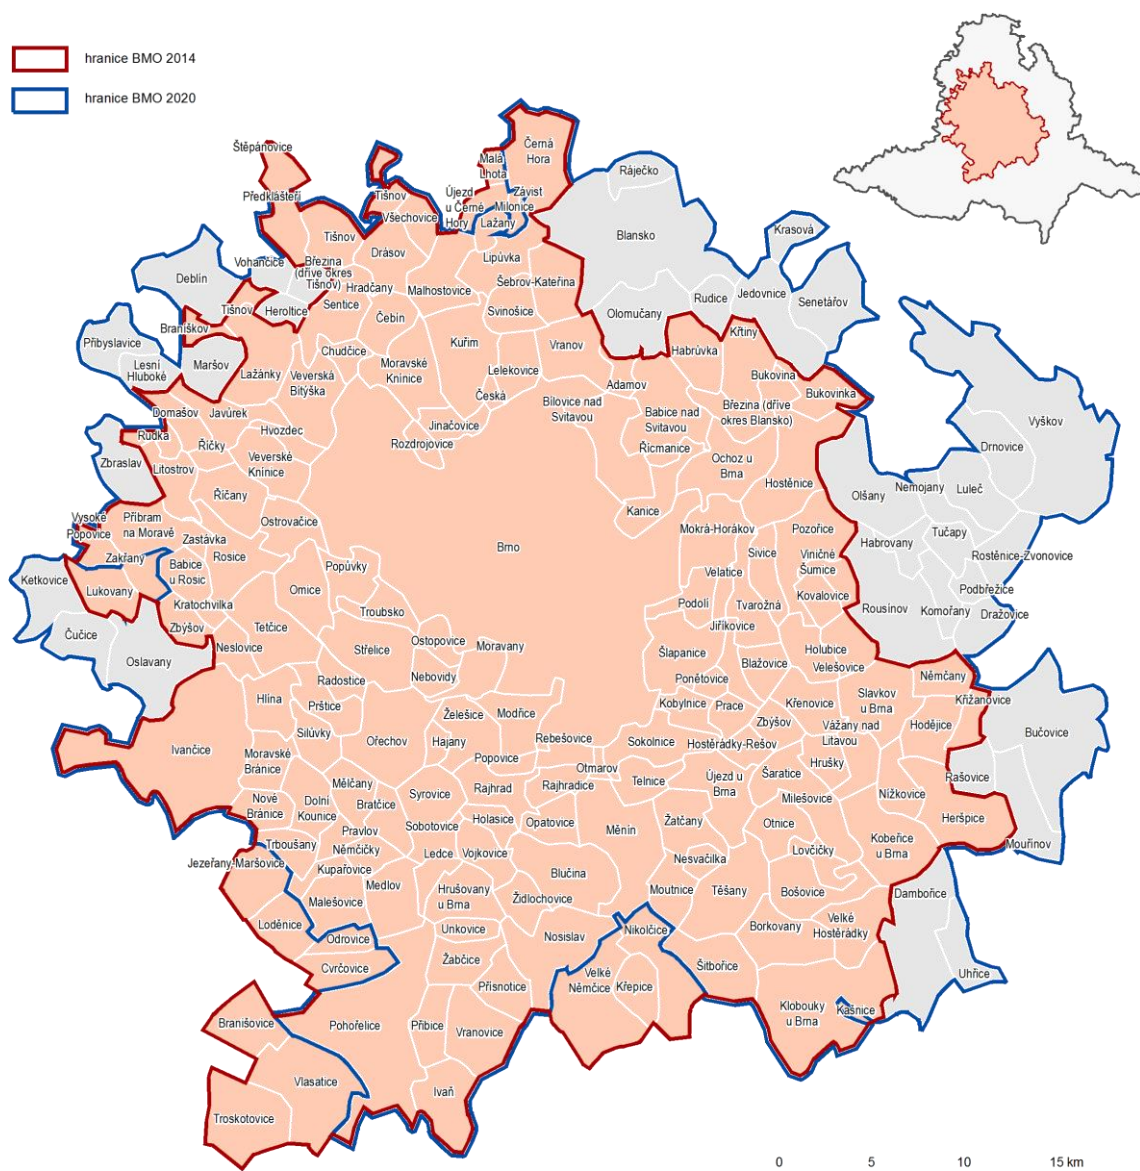 hranice BMO 2014
hranice BMO 2020
Štěpánovice
Předklášteří
Tišnov
Všechovice
Újezd
u Černé
Hory
Malá
Lhota
Černá
Hora
Závist
Milonice
Lažany
Ráječko
Blansko
Krasová
Deblín
Vohančice
Tišnov
Březina
(dříve okres
Tišnov)
Drásov
Lipůvka
Rudice
Jedovnice
Senetářov
Heroltice
Hradčany
Malhostovice
Šebrov-Kateřina
Braníškov
Tišnov
Sentice
Čebín
Svinošice
Olomučany
Přibyslavice
Lesní
Hluboké
Maršov
Lažánky
Chudčice
Veverská
Bítýška
Moravské
Knínice
Kuřim
Vranov
Lelekovice
Česká
Habrůvka
Křtiny
Adamov
Bukovina
Bukovinka
Domašov
Javůrek
Hvozdec
Rozdrojovice
Jinačovice
Bílovice nad
Svitavou
Babice nad
Svitavou
Březina (dříve
okres Blansko)
Vyškov
Rudka
Říčky
Litostrov
Veverské
Knínice
Řícmanice
Ochoz u
Brna
Drnovice
Zbraslav
Říčany
Hostěnice
Olšany
Nemojany
Luleč
Vysoké
Popovice
Příbram
na Moravě
Ostrovačice
Kanice
Mokrá-Horákov
Pozořice
Tučapy
Zastávka
Zakřany
Babice
u Rosic
Rosice
Popůvky
Brno
Sivice
Viničné
Šumice
Habrovany
Rostěnice-Zvonovice
Ketkovice
Lukovany
Omice
Velatice
Kovalovice
Podbřežice
Kratochvilka
Troubsko
Podolí
Tvarožná
Rousínov
Komořany
Dražovice
Čučice
Zbýšov
Tetčice
Jiříkovice
Oslavany
Neslovice
Střelice
Ostopovice
Moravany
Šlapanice
Blažovice
Holubice
Velešovice
Nebovidy
Ponětovice
Němčany
Radostice
Hlína
Prštice
Kobylnice
Prace
Křenovice
Slavkov
u Brna
Křižanovice
Želešice
Modřice
Zbýšov
Vážany nad
Litavou
Hodějice
Bučovice
Silůvky
Ořechov
Hajany
Rebešovice
Sokolnice
Hostěrádky-Rešov
Ivančice
Moravské
Bránice
Popovice
Otmarov
Hrušky
Mělčany
Rajhradice
Telnice
Újezd u
Brna
Šaratice
Rašovice
Nové
Bránice
Dolní
Kounice
Bratčice
Syrovice
Rajhrad
Milešovice
Nížkovice
Sobotovice
Holasice
Opatovice
Měnín
Žatčany
Otnice
Heršpice
Pravlov
Trboušany
Němčičky
Ledce
Vojkovice
Nesvačilka
Lovčičky
Kobeřice
u Brna
Mouřínov
Jezeřany-Maršovice
Kupařovice
Medlov
Blučina
Malešovice
Hrušovany
u Brna
Židlochovice
Moutnice
Těšany
Bošovice
Dambořice
Loděnice
Unkovice
Nosislav
Nikolčice
Borkovany
Velké
Hostěrádky
Odrovice
Cvrčovice
Žabčice
Šitbořice
Uhřice
Přísnotice
Velké
Němčice
Křepice
Klobouky
u Brna
Kašnice
Branišovice
Pohořelice
Přibice
Vranovice
Vlasatice
Ivaň
Troskotovice
0 5 10 15 km